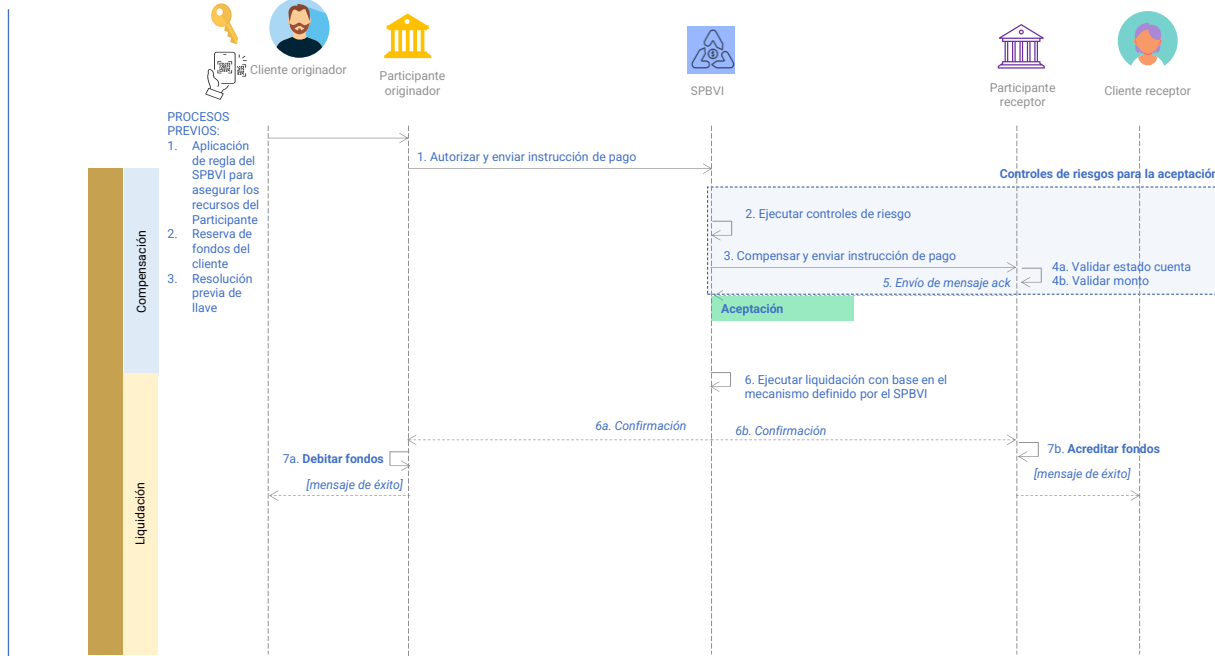 Cliente originador
Participante
originador
SPBVI
Participante
receptor
Cliente receptor
PROCESOS
PREVIOS:
1. Aplicación
de regla del
SPBVI para
asegurar los
recursos del
Participante
2. Reserva de
fondos del
cliente
3. Resolución
previa de
llave
1. Autorizar y enviar instrucción de pago
Controles de riesgos para la aceptación
2. Ejecutar controles de riesgo
3. Compensar y enviar instrucción de pago
4a. Validar estado cuenta
4b. Validar monto
5. Envío de mensaje ack
Aceptación
Compensación
6. Ejecutar liquidación con base en el
mecanismo definido por el SPBVI
6a. Confirmación
6b. Confirmación
7a. Debitar fondos
7b. Acreditar fondos
[mensaje de éxito]
[mensaje de éxito]
Liquidación